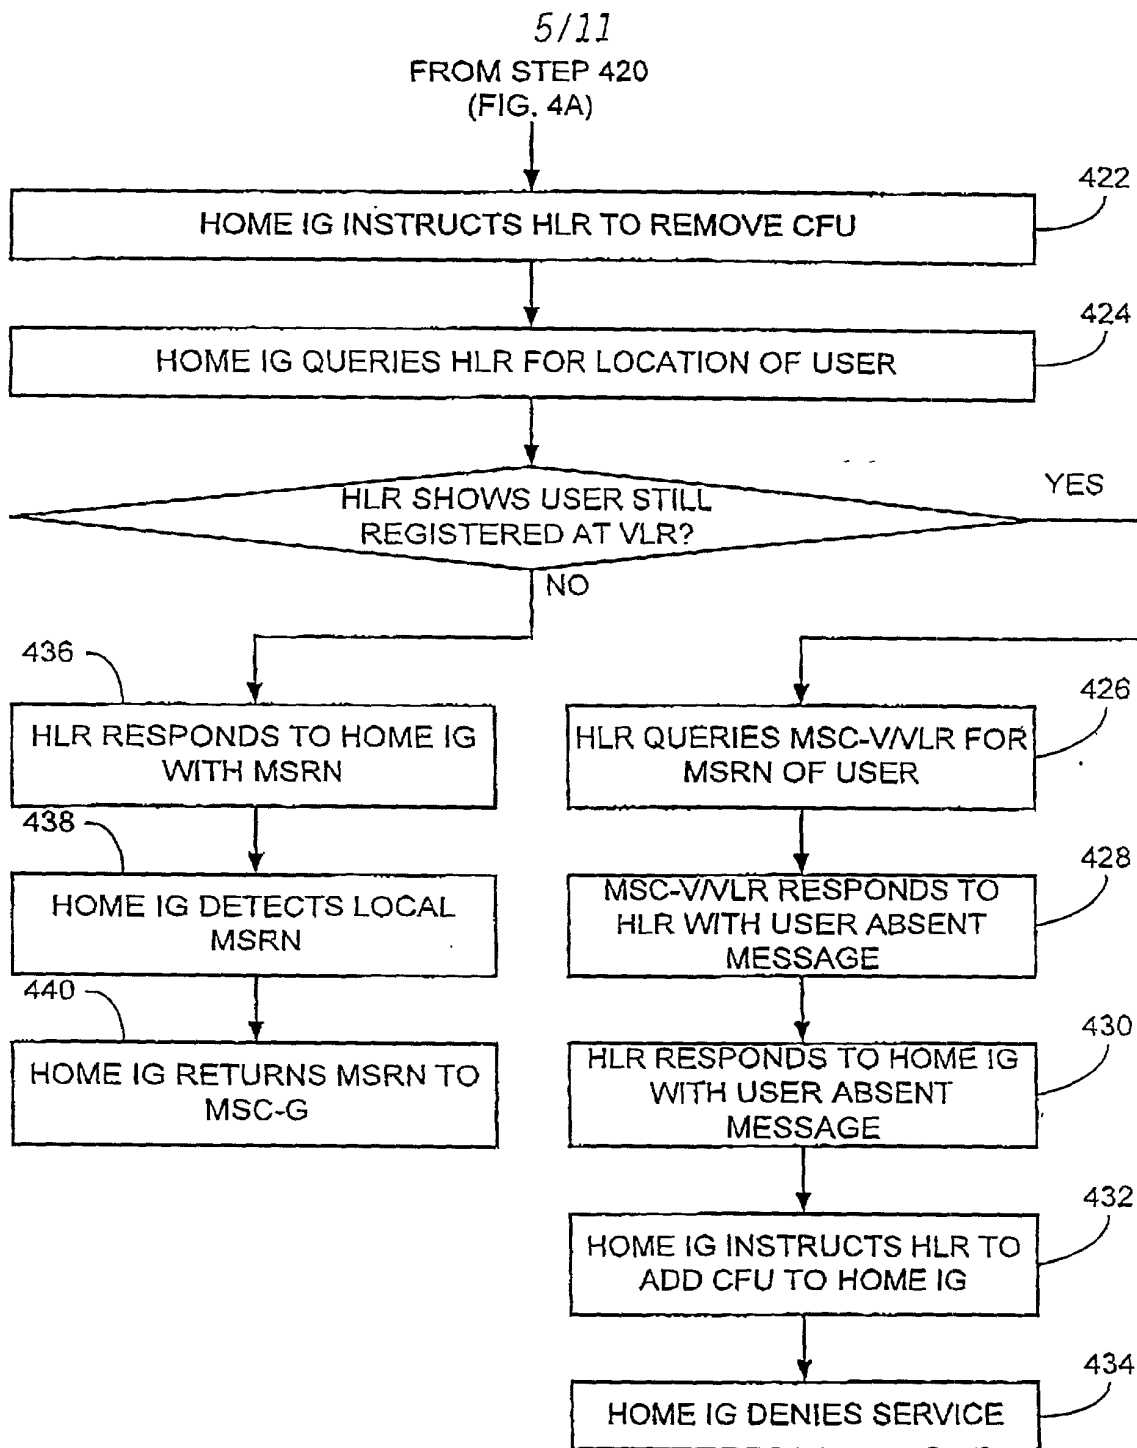 5/11
FROM STEP 420
(FIG. 4A)
422
HOME IG INSTRUCTS HLR TO REMOVE CFU
424
HOME IG QUERIES HLR FOR LOCATION OF USER
HLR SHOWS USER STILL
REGISTERED AT VLR?
YES
NO
436
HLR RESPONDS TO HOME IG
WITH MSRN
438
HOME IG DETECTS LOCAL
MSRN
440
HOME IG RETURNS MSRN TO
MSC-G
426
HLR QUERIES MSC-V/VLR FOR
MSRN OF USER
428
MSC-V/VLR RESPONDS TO
HLR WITH USER ABSENT
MESSAGE
430
HLR RESPONDS TO HOME IG
WITH USER ABSENT
MESSAGE
432
HOME IG INSTRUCTS HLR TO
ADD CFU TO HOME IG
434
HOME IG DENIES SERVICE